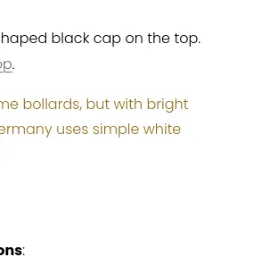 haped black cap on the top.
op.
me bollards, but with bright
ermany uses simple white
ons: